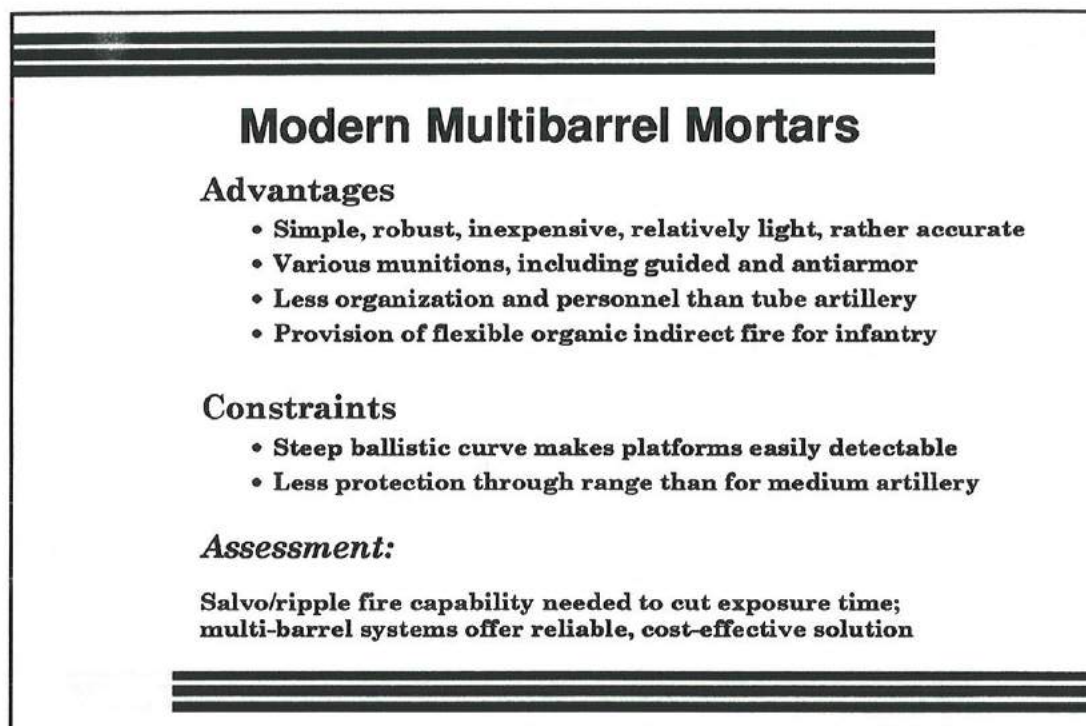 Modern Multibarrel Mortars
Advantages
• Simple, robust, inexpensive, relatively light, rather accurate
• Various munitions, including guided and antiarmor
• Less organization and personnel than tube artillery
• Provision of flexible organic indirect fire for infantry
Constraints
• Steep ballistic curve makes platforms easily detectable
• Less protection through range than for medium artillery
Assessment:
Salvo/ripple fire capability needed to cut exposure time;
multi-barrel systems offer reliable, cost-effective solution